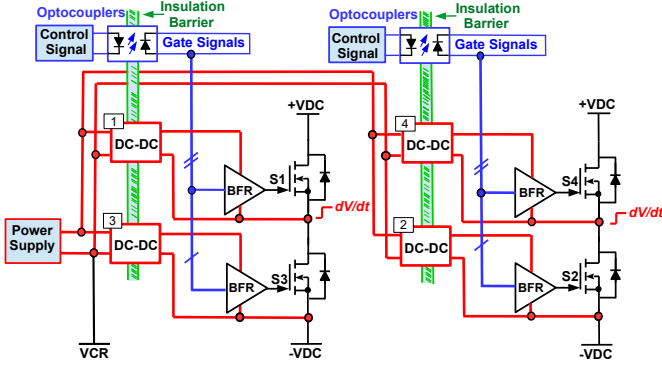 Optocouplers
Insulation
Barrier
Control
Signal
Gate Signals
Optocouplers
Insulation
Barrier
Control
Signal
Gate Signals
+VDC
+VDC
1
DC-DC
4
DC-DC
S1
BFR
dV/dt
S4
BFR
dV/dt
Power
Supply
3
DC-DC
2
DC-DC
S3
BFR
S2
BFR
VCR
-VDC
-VDC